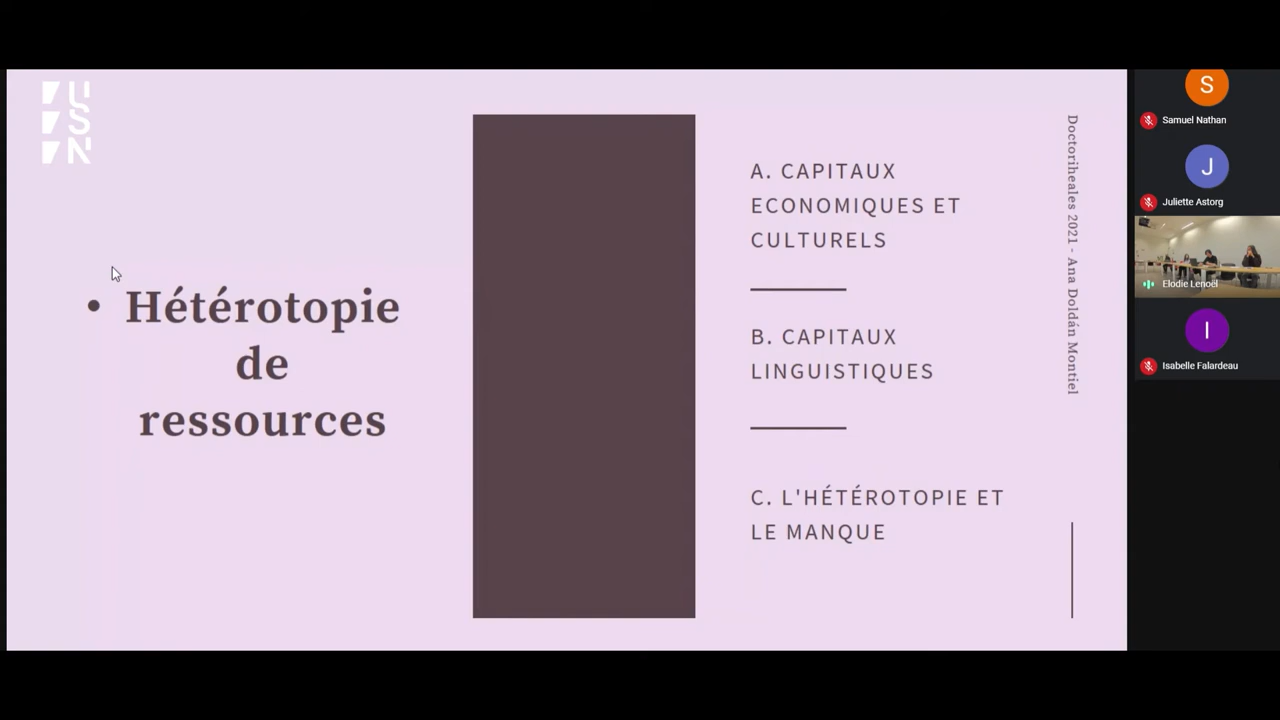 USN
• Hétérotopie
de
ressources
A. CAPITAUX
ECONOMIQUES ET
CULTURELS
B. CAPITAUX
LINGUISTIQUES
C. L'HÉTÉROTOPIE ET
LE MANQUE
Doctoriheales 2021 - Ana Doldán Montiel
S
Samuel Nathan
J
Juliette Astorg
Elodie Lenoël
I
Isabelle Falardeau